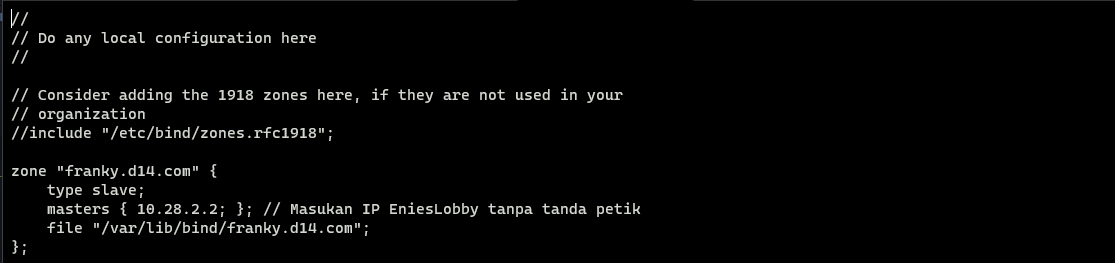 //
// Do any local configuration here
//
// Consider adding the 1918 zones here, if they are not used in your
// organization
//include "/etc/bind/zones.rfc1918";
zone "franky.d14.com" {
    type slave;
    masters { 10.28.2.2; }; // Masukan IP EniesLobby tanpa tanda petik
    file "/var/lib/bind/franky.d14.com";
};